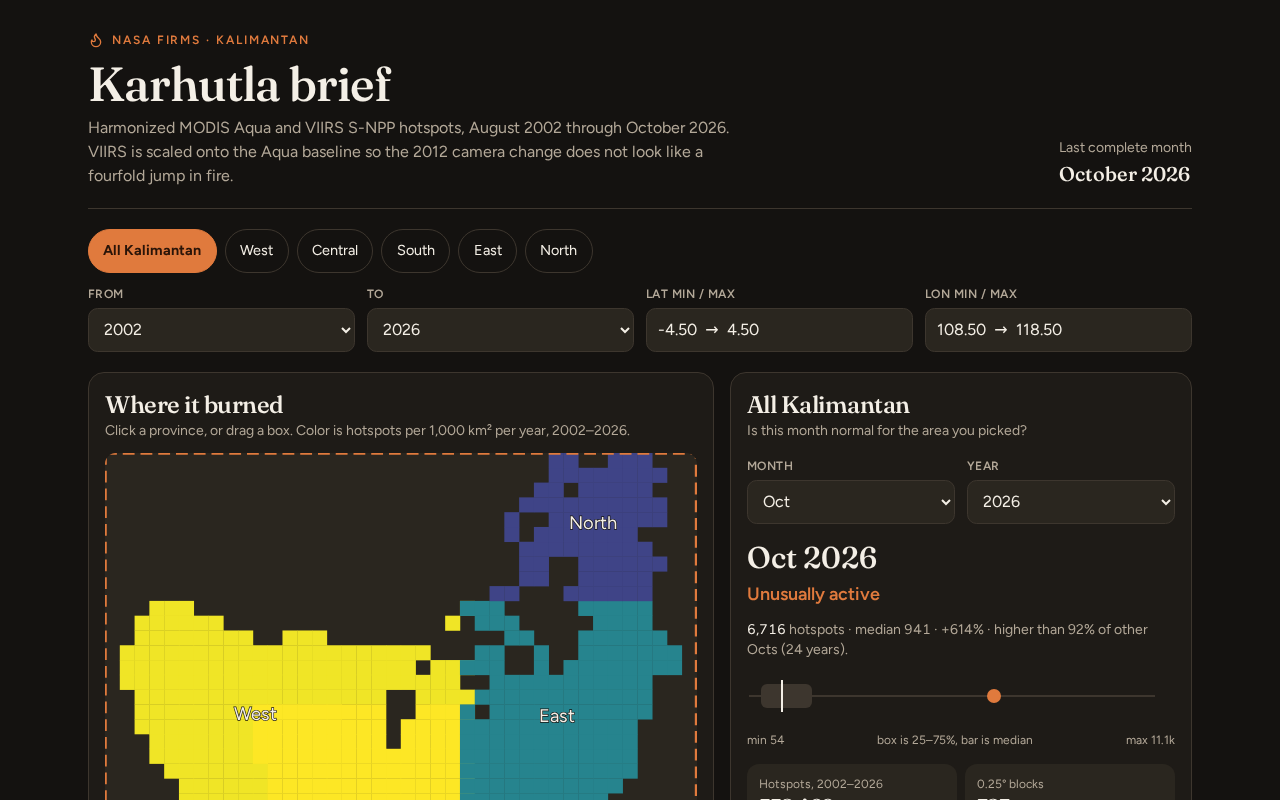 NASA FIRMS · KALIMANTAN
Karhutla brief
Harmonized MODIS Aqua and VIIRS S-NPP hotspots, August 2002 through October 2026.
VIIRS is scaled onto the Aqua baseline so the 2012 camera change does not look like a
fourfold jump in fire.
Last complete month
October 2026
All Kalimantan
West
Central
South
East
North
FROM
TO
LAT MIN / MAX
LON MIN / MAX
2002
2026
-4.50 → 4.50
108.50 → 118.50
Where it burned
Click a province, or drag a box. Color is hotspots per 1,000 km² per year, 2002–2026.
North
West
East
All Kalimantan
Is this month normal for the area you picked?
MONTH
YEAR
Oct
2026
Oct 2026
Unusually active
6,716 hotspots · median 941 · +614% · higher than 92% of other
Octs (24 years).
min 54
box is 25–75%, bar is median
max 11.1k
Hotspots, 2002–2026
0.25° blocks